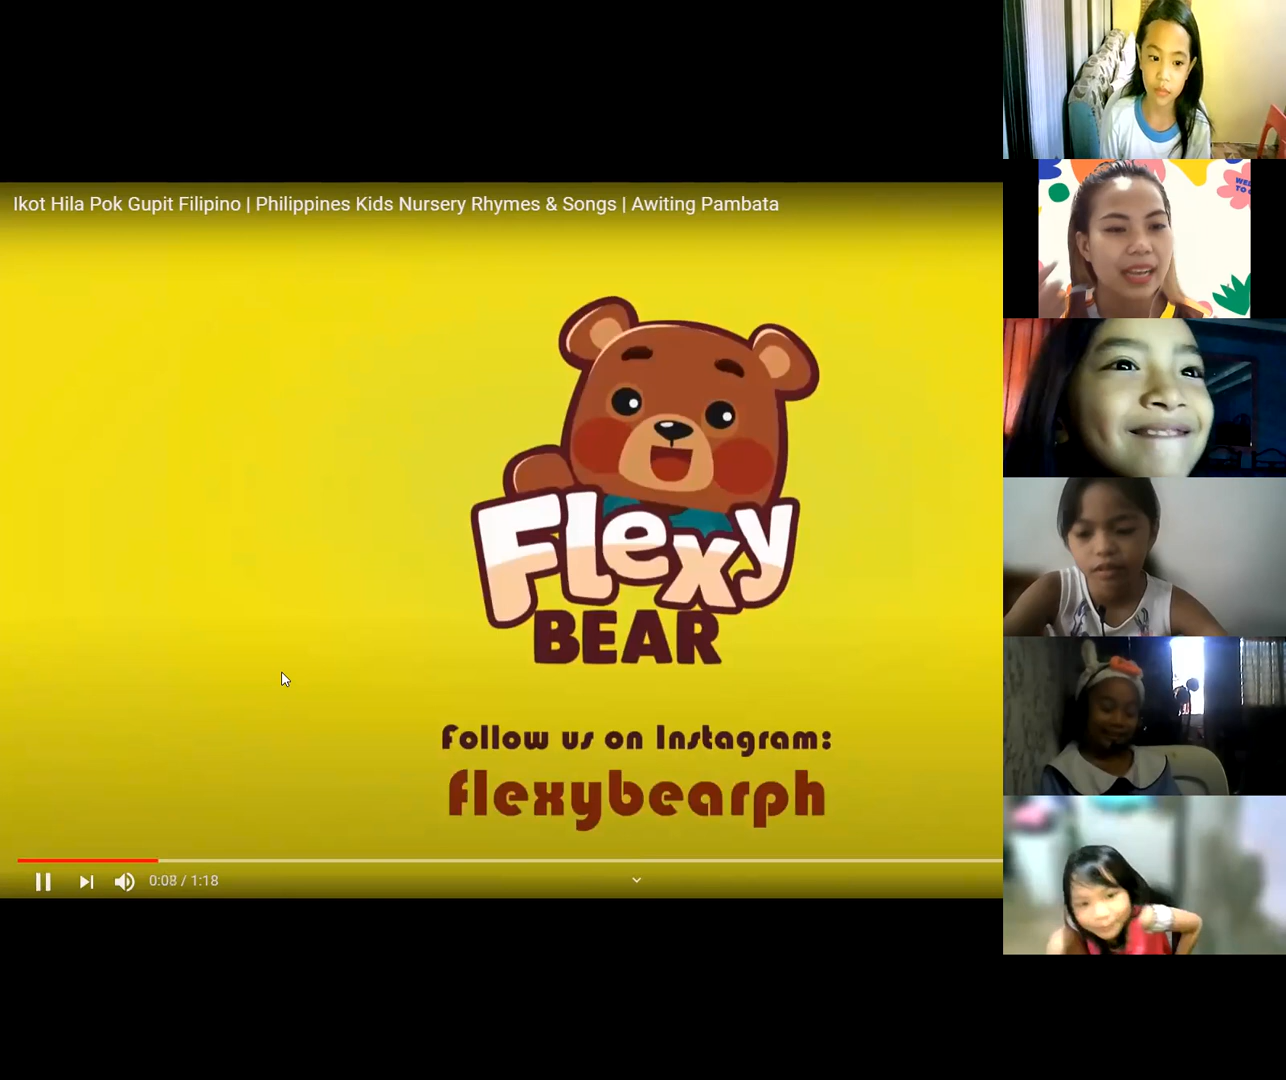 Ikot Hila Pok Gupit Filipino | Philippines Kids Nursery Rhymes & Songs | Awiting Pambata
Flexy
BEAR
Follow us on Instagram:
flexybearph
0:08 / 1:18